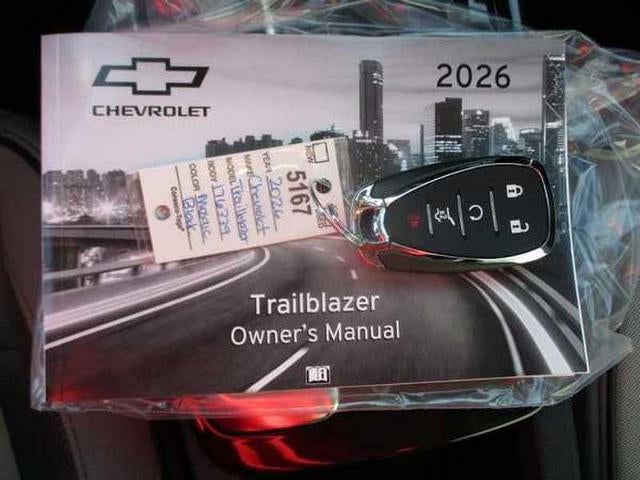 CHEVROLET
2026
5167
YEAR 2026
MAKE Chevrolet
MODEL Trailblazer
BODY
COLOR Mosaic
Black
Trailblazer
Owner's Manual